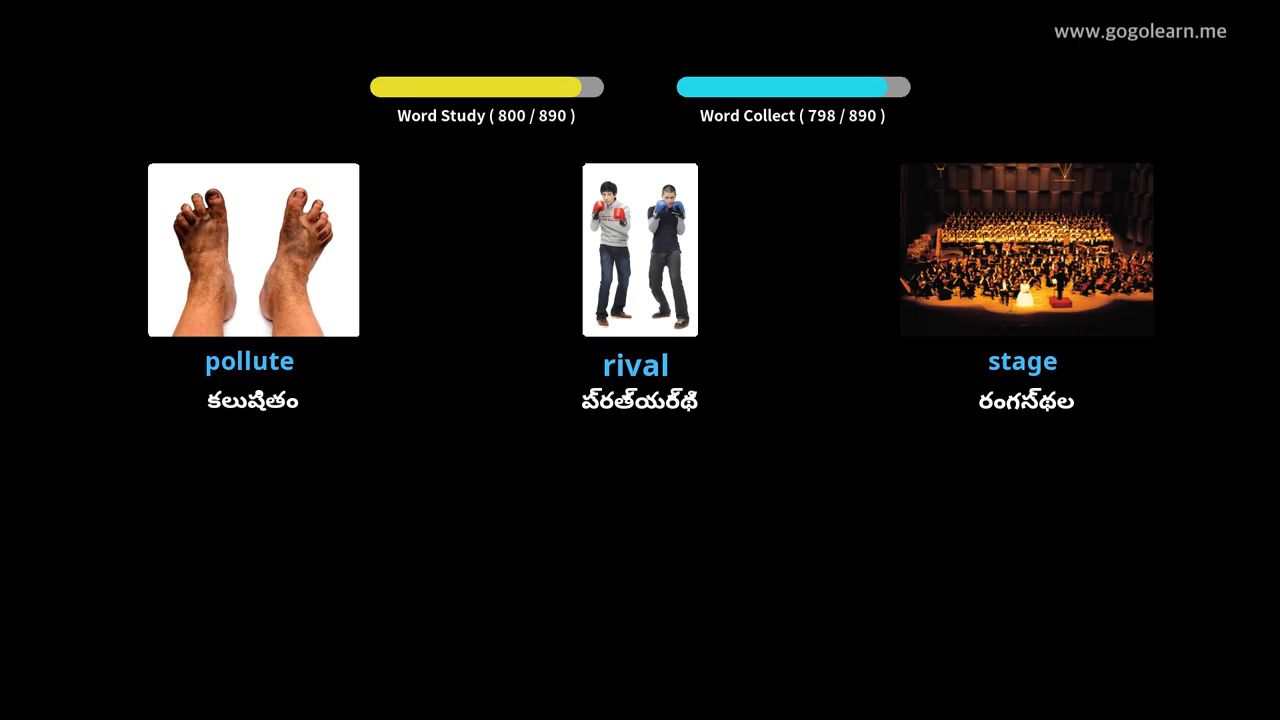 www.gogolearn.me
Word Study ( 800 / 890 )
Word Collect ( 798 / 890 )
pollute
rival
stage
కలుషితం
ప్రత్యర్థి
రంగస్థల